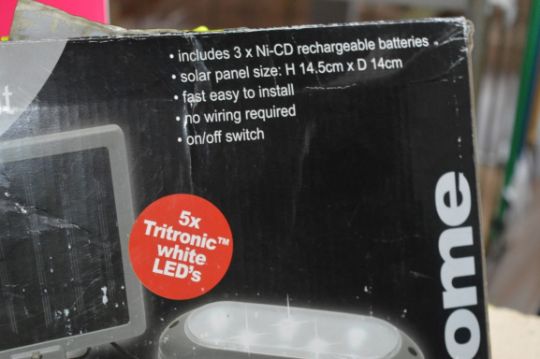 • includes 3 x Ni-CD rechargeable batteries
• solar panel size: H 14.5cm x D 14cm
• fast easy to install
• no wiring required
• on/off switch
5x
Tritronic™
white
LED's
ome